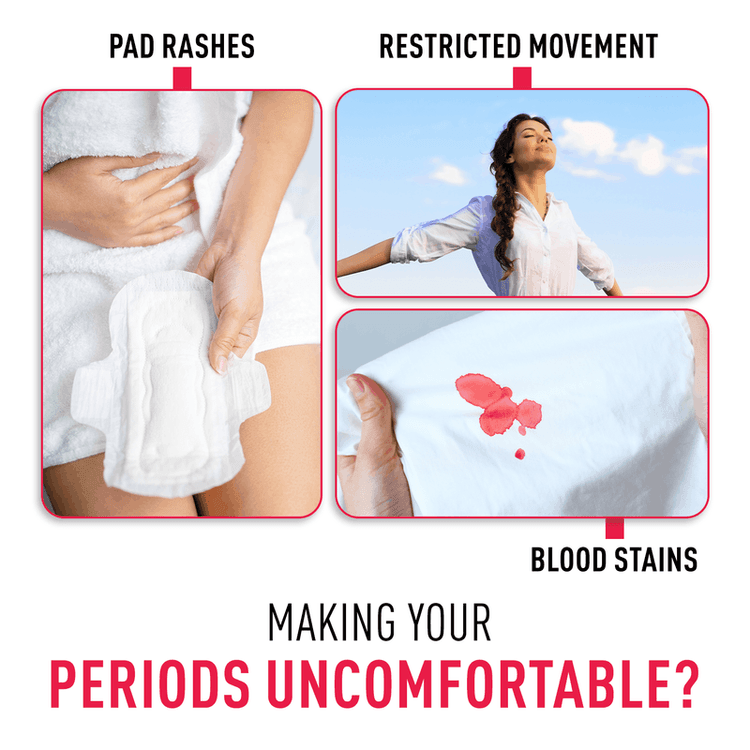 PAD RASHES
RESTRICTED MOVEMENT
BLOOD STAINS
MAKING YOUR
PERIODS UNCOMFORTABLE?